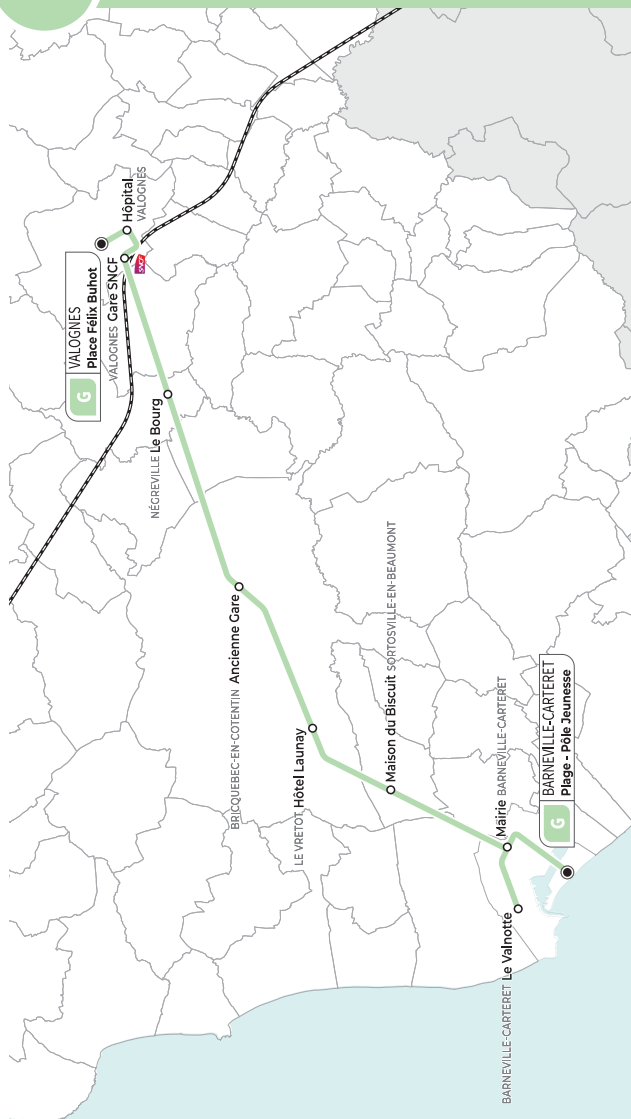 G
VALOGNES
Place Félix Buhot
Hôpital
VALOGNES
VALOGNES Gare SNCF
SNCF
NÉGREVILLE Le Bourg
BRICQUEBEC-EN-COTENTIN Ancienne Gare
LE VRETOT Hôtel Launay
Maison du Biscuit SORTOSVILLE-EN-BEAUMONT
Mairie BARNEVILLE-CARTERET
G
BARNEVILLE-CARTERET
Plage - Pôle Jeunesse
BARNEVILLE-CARTERET Le Valnotte